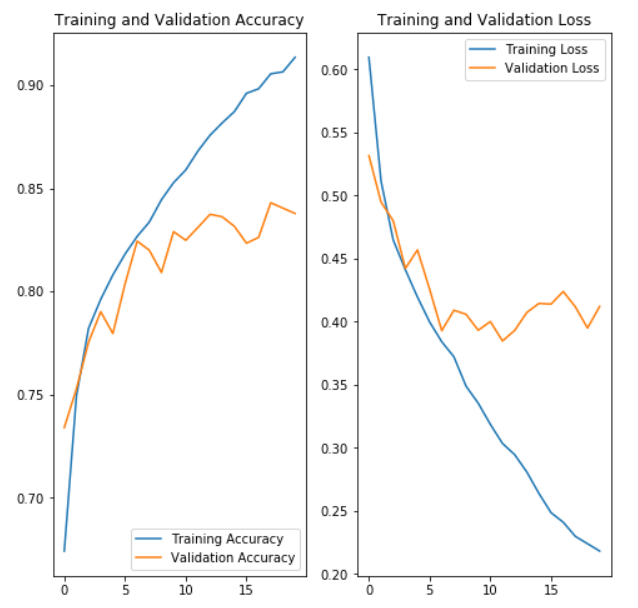 Training and Validation Accuracy
0.90
0.85
0.80
0.75
0.70
Training Accuracy
Validation Accuracy
0 5 10 15
Training and Validation Loss
Training Loss
Validation Loss
0.60
0.55
0.50
0.45
0.40
0.35
0.30
0.25
0.20
0 5 10 15